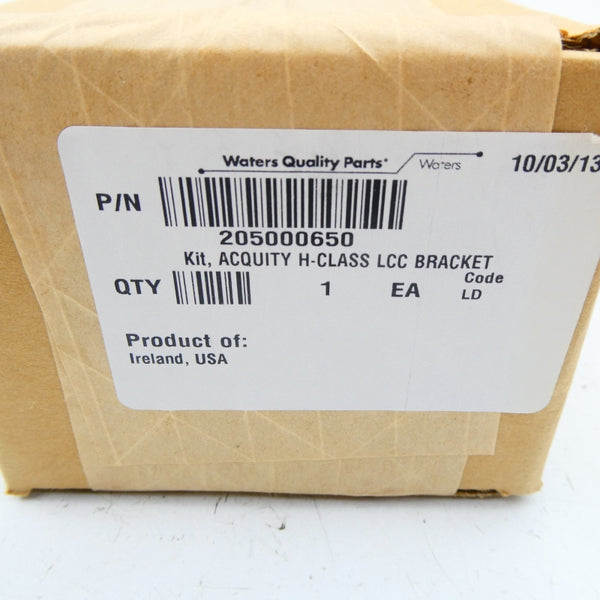 Waters Quality Parts* Waters 10/03/13
P/N
205000650
Kit, ACQUITY H-CLASS LCC BRACKET
QTY 1 EA Code
LD
Product of:
Ireland, USA